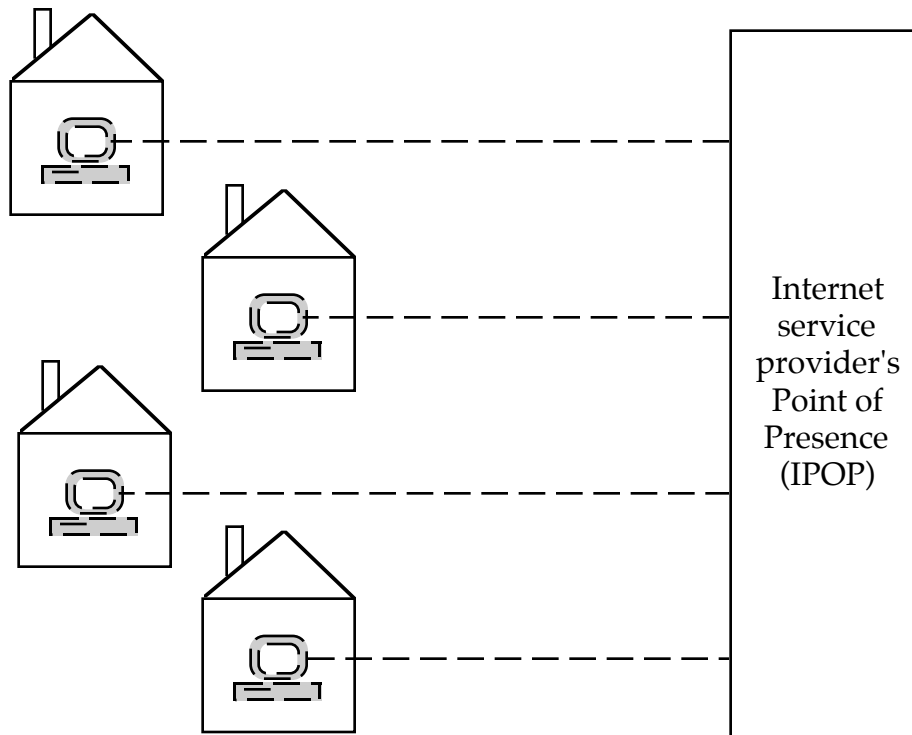 Internet
service
provider's
Point of
Presence
(IPOP)